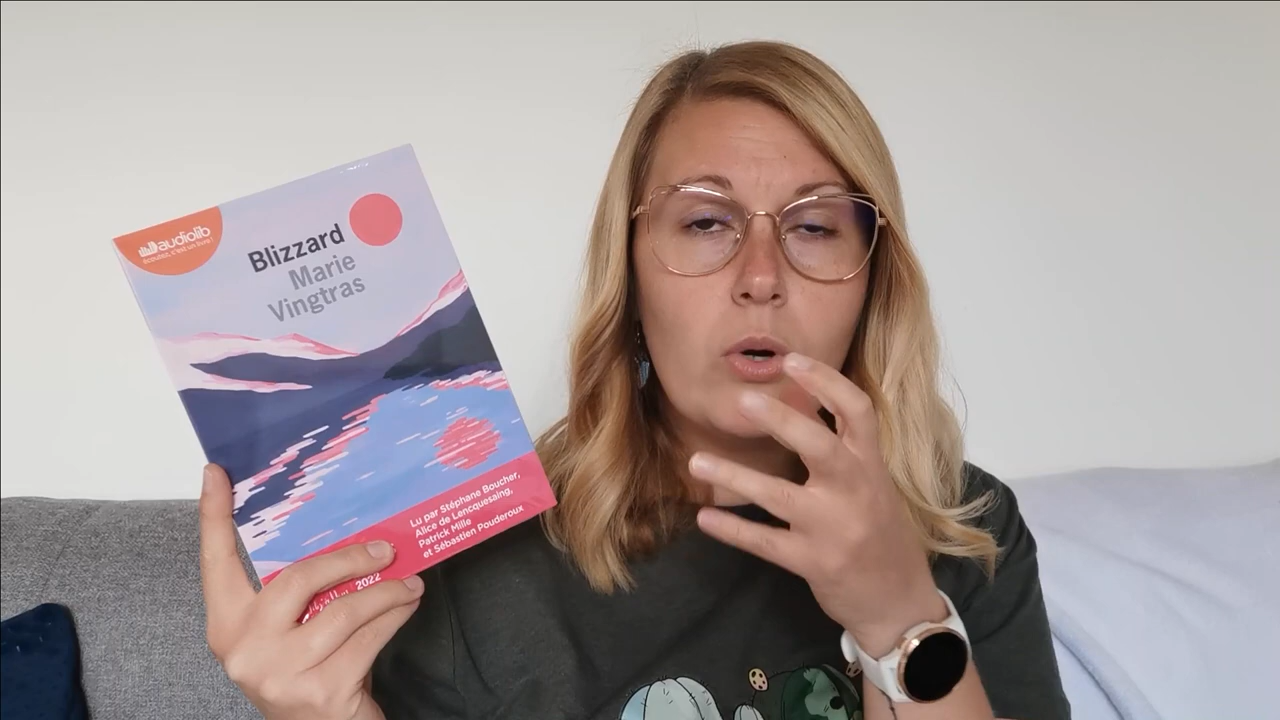 audiolib
écoutez, c'est un livre !
Blizzard
Marie
Vingtras
Lu par Stéphane Boucher,
Alice de Lencquesaing,
Patrick Mille
et Sébastien Pouderoux
2022